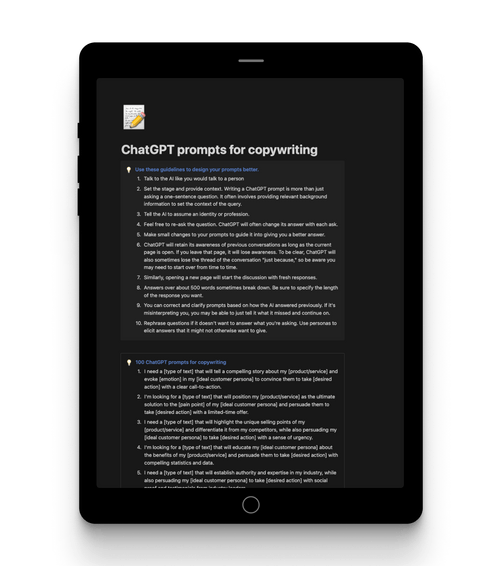 ChatGPT prompts for copywriting
Use these guidelines to design your prompts better.
1. Talk to the AI like you would talk to a person
2. Set the stage and provide context. Writing a ChatGPT prompt is more than just
asking a one-sentence question. It often involves providing relevant background
information to set the context of the query.
3. Tell the AI to assume an identity or profession.
4. Feel free to re-ask the question. ChatGPT will often change its answer with each ask.
5. Make small changes to your prompts to guide it into giving you a better answer.
6. ChatGPT will retain its awareness of previous conversations as long as the current
page is open. If you leave that page, it will lose awareness. To be clear, ChatGPT will
also sometimes lose the thread of the conversation "just because," so be aware you
may need to start over from time to time.
7. Similarly, opening a new page will start the discussion with fresh responses.
8. Answers over about 500 words sometimes break down. Be sure to specify the length
of the response you want.
9. You can correct and clarify prompts based on how the AI answered previously. If it's
misinterpreting you, you may be able to just tell it what it missed and continue on.
10. Rephrase questions if it doesn't want to answer what you're asking. Use personas to
elicit answers that it might not otherwise want to give.
100 ChatGPT prompts for copywriting
1. I need a [type of text] that will tell a compelling story about my [product/service] and
evoke [emotion] in my [ideal customer persona] to convince them to take [desired
action] with a clear call-to-action.
2. I'm looking for a [type of text] that will position my [product/service] as the ultimate
solution to the [pain point] of my [ideal customer persona] and persuade them to
take [desired action] with a limited-time offer.
3. I need a [type of text] that will highlight the unique selling points of my
[product/service] and differentiate it from my competitors, while also persuading my
[ideal customer persona] to take [desired action] with a sense of urgency.
4. I'm looking for a [type of text] that will educate my [ideal customer persona] about
the benefits of my [product/service] and persuade them to take [desired action] with
compelling statistics and data.
5. I need a [type of text] that will establish authority and expertise in my industry, while
also persuading my [ideal customer persona] to take [desired action] with social
proof and testimonials from industry leaders.